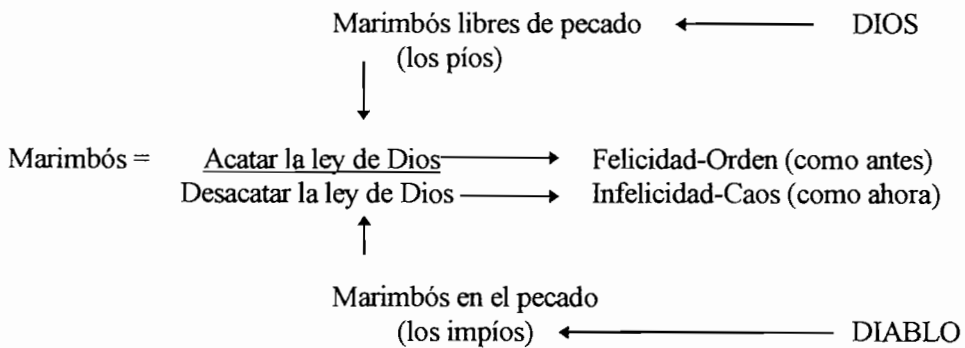 Marimbós libres de pecado DIOS
(los píos)
Marimbós = Acatar la ley de Dios Felicidad-Orden (como antes)
Desacatar la ley de Dios Infelicidad-Caos (como ahora)
Marimbós en el pecado
(los impíos) DIABLO